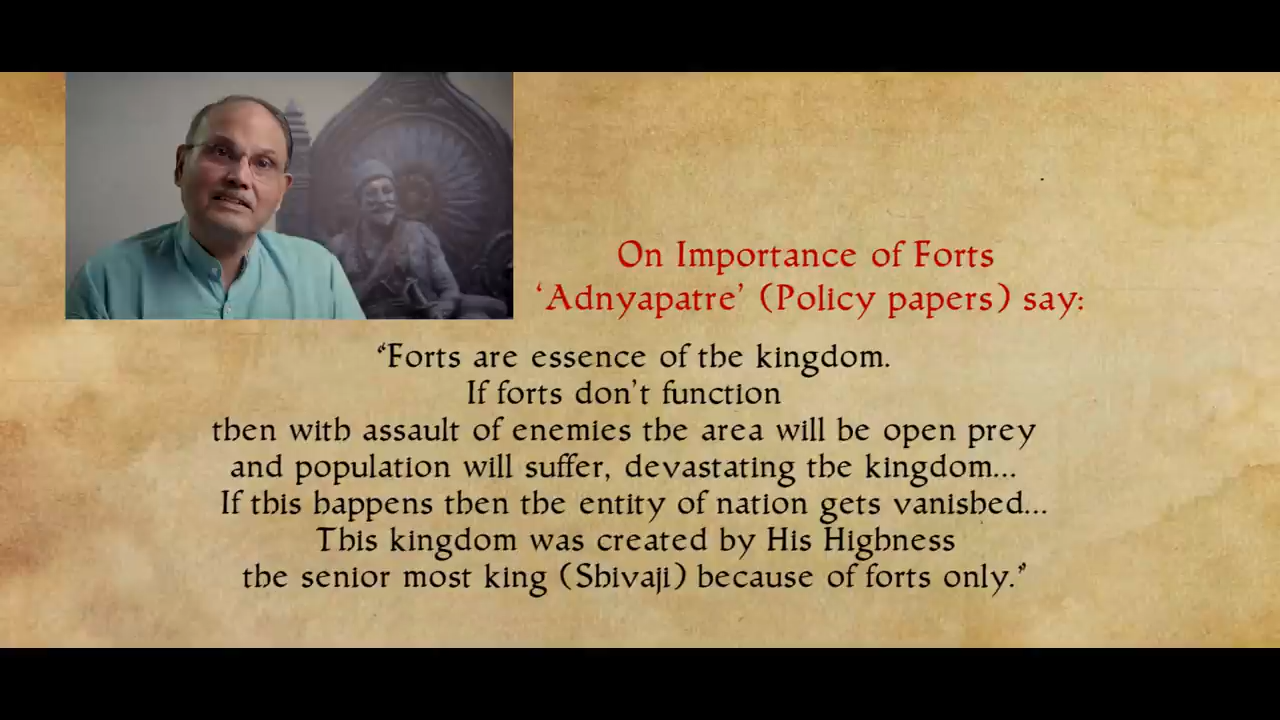 On Importance of Forts
‘Adnyapatre’ (Policy papers) say:
“Forts are essence of the kingdom.
If forts don’t function
then with assault of enemies the area will be open prey
and population will suffer, devastating the kingdom...
If this happens then the entity of nation gets vanished...
This kingdom was created by His Highness
the senior most king (Shivaji) because of forts only.”